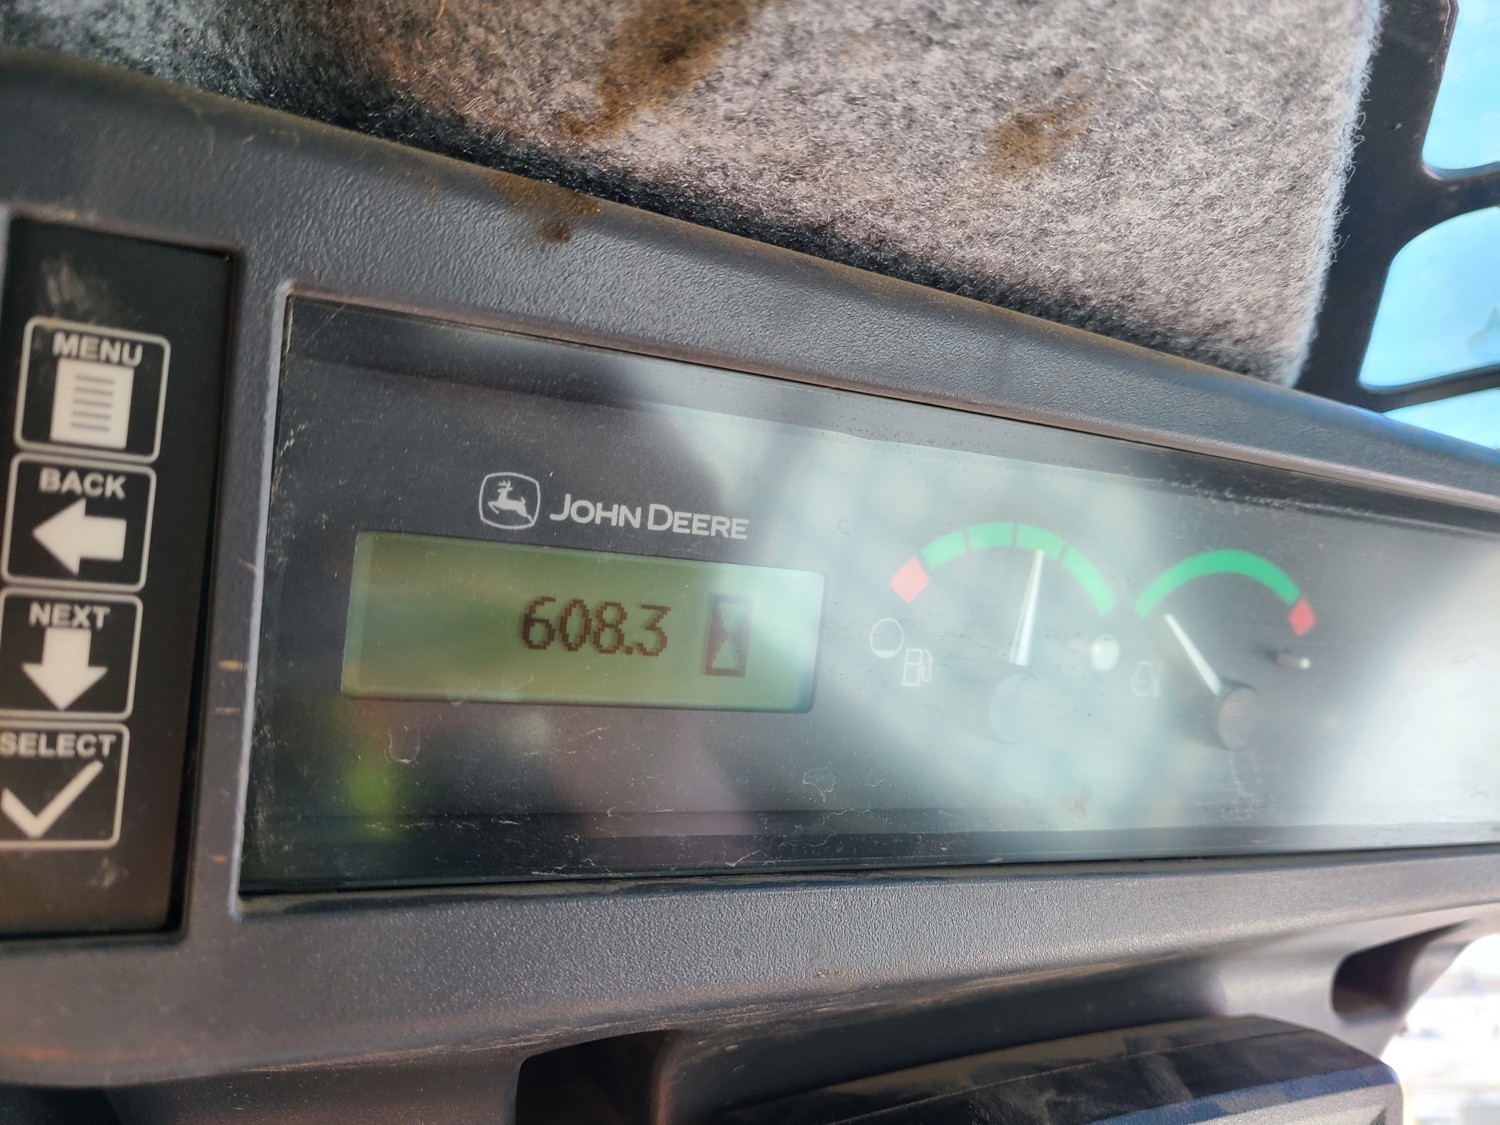 MENU
BACK
NEXT
SELECT
JOHN DEERE
608.3